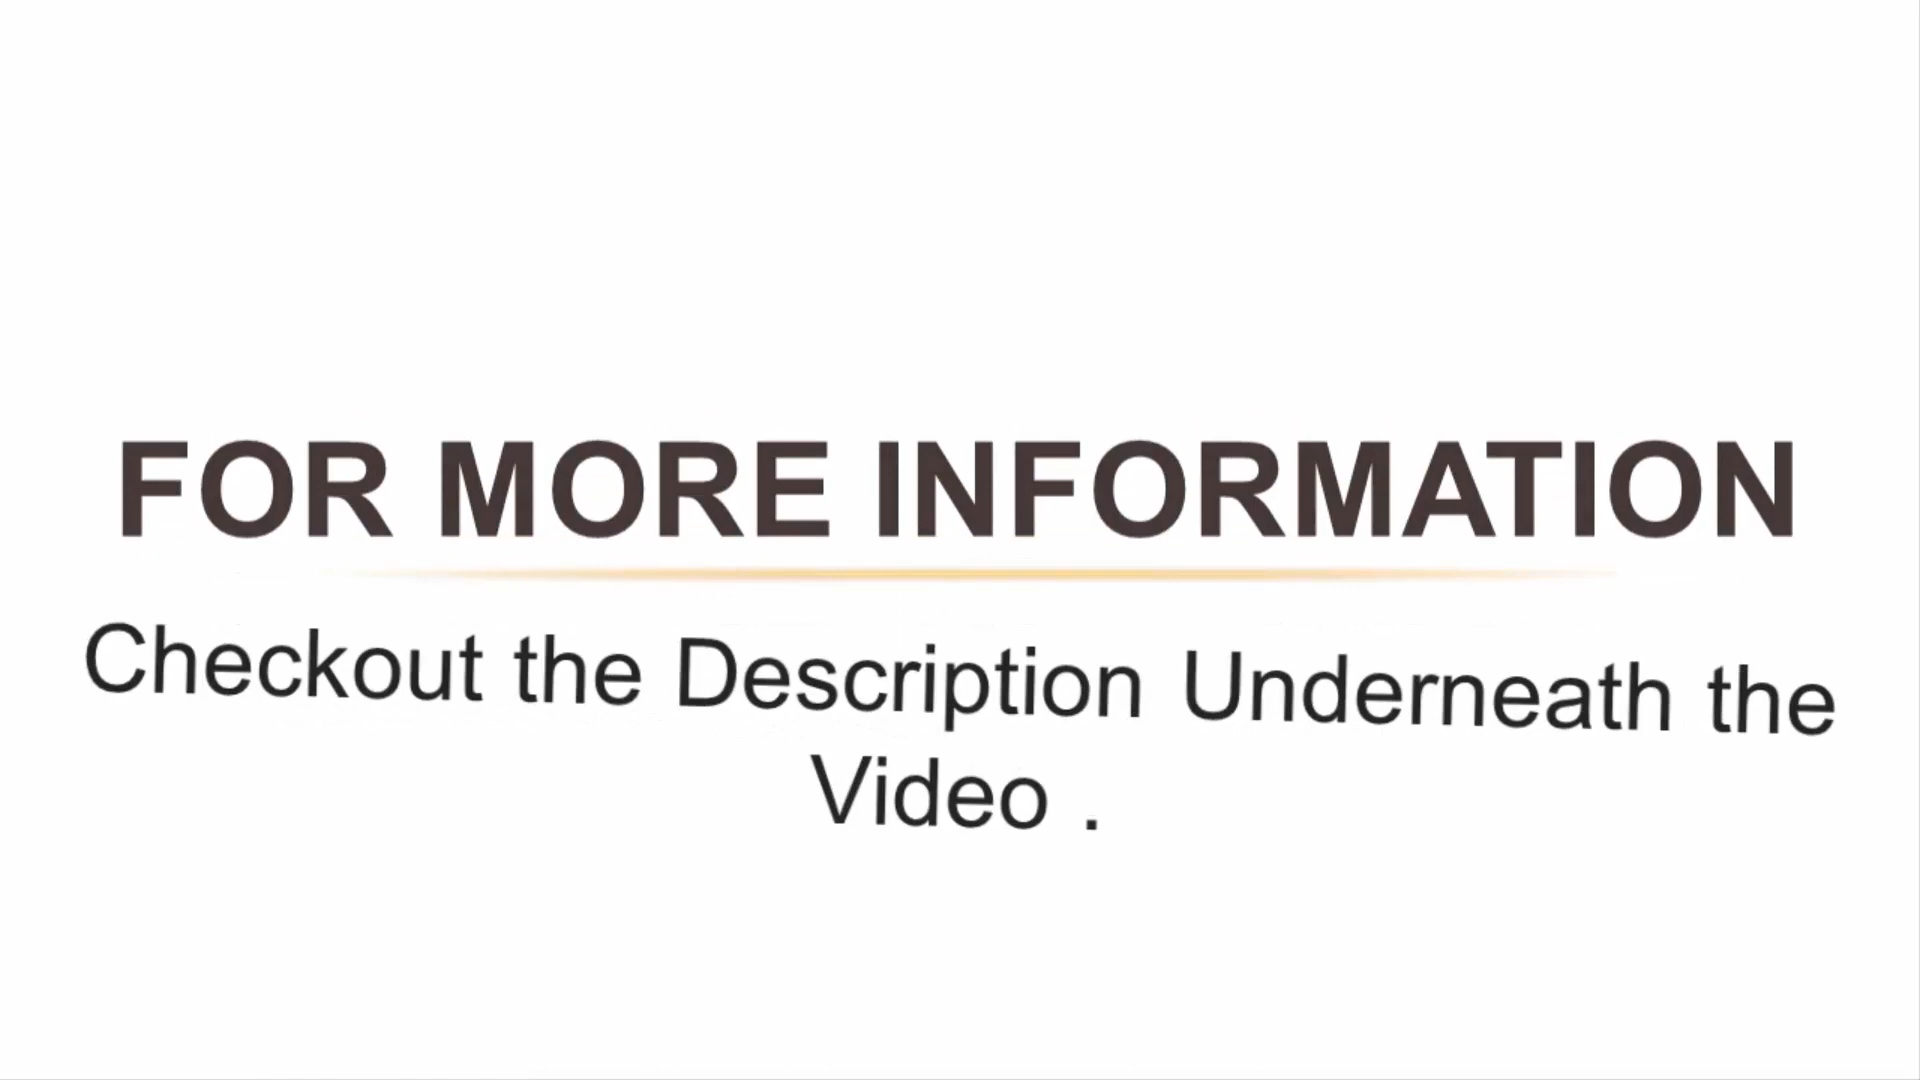 FOR MORE INFORMATION
Checkout the Description Underneath the
Video .